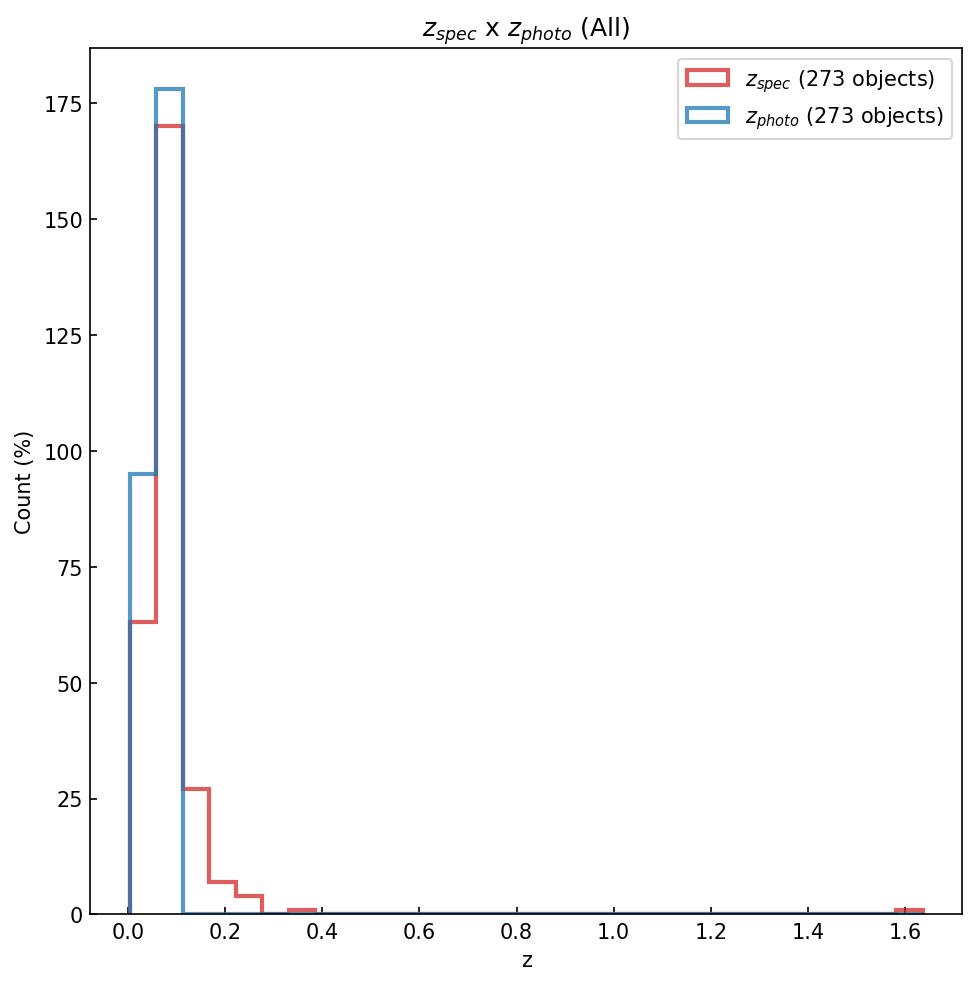 z_spec x z_photo (All)
z_spec (273 objects)
z_photo (273 objects)
175
150
125
100
75
50
25
0
Count (%)
0.0 0.2 0.4 0.6 0.8 1.0 1.2 1.4 1.6
z